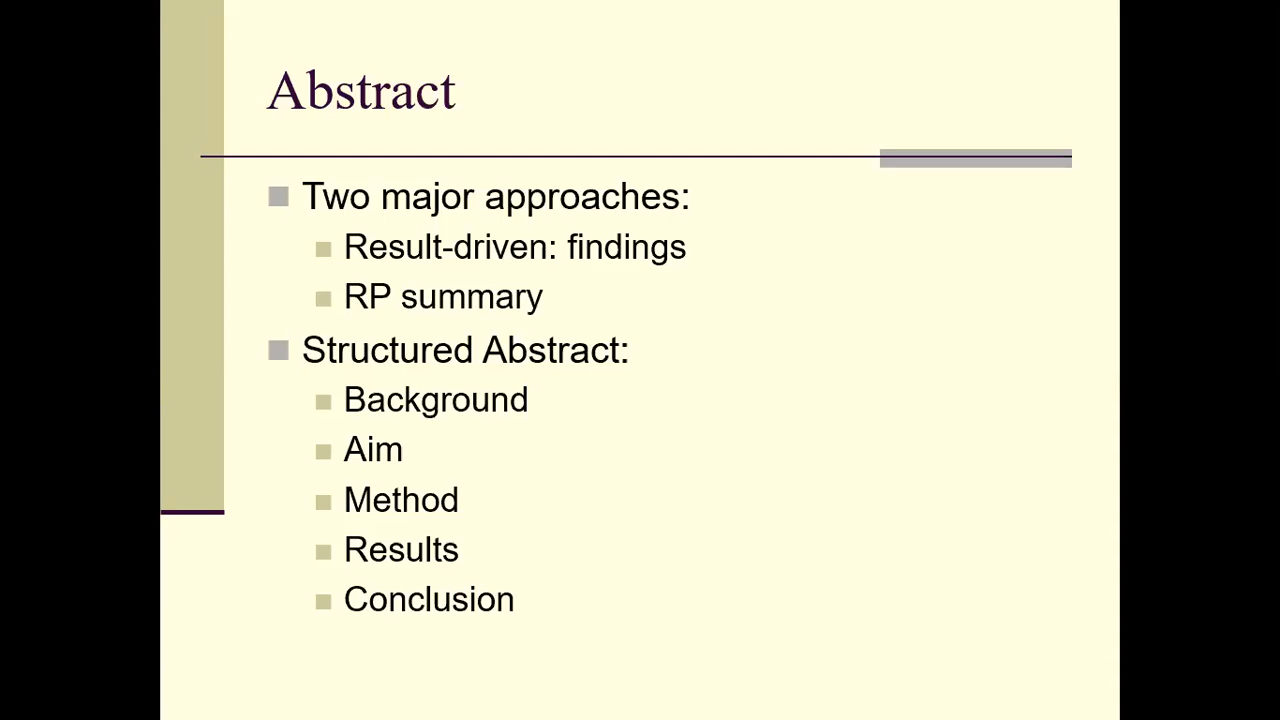 Abstract
Two major approaches:
Result-driven: findings
RP summary
Structured Abstract:
Background
Aim
Method
Results
Conclusion